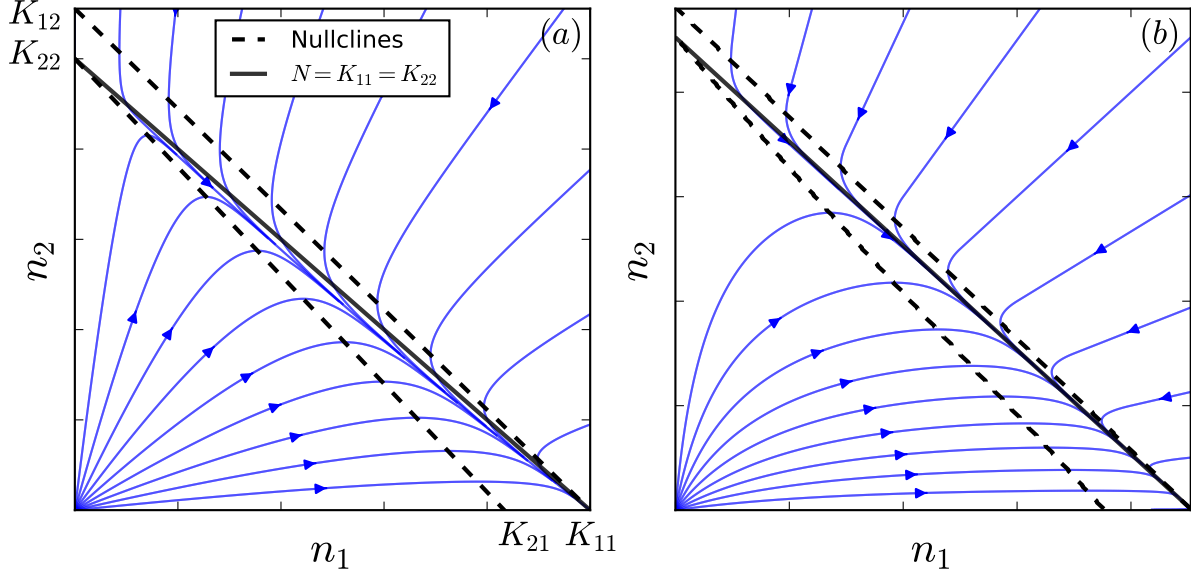 K₁₂
K₂₂
n₂
Nullclines
N = K₁₁ = K₂₂
(a)
K₂₁ K₁₁
n₁
n₂
(b)
n₁